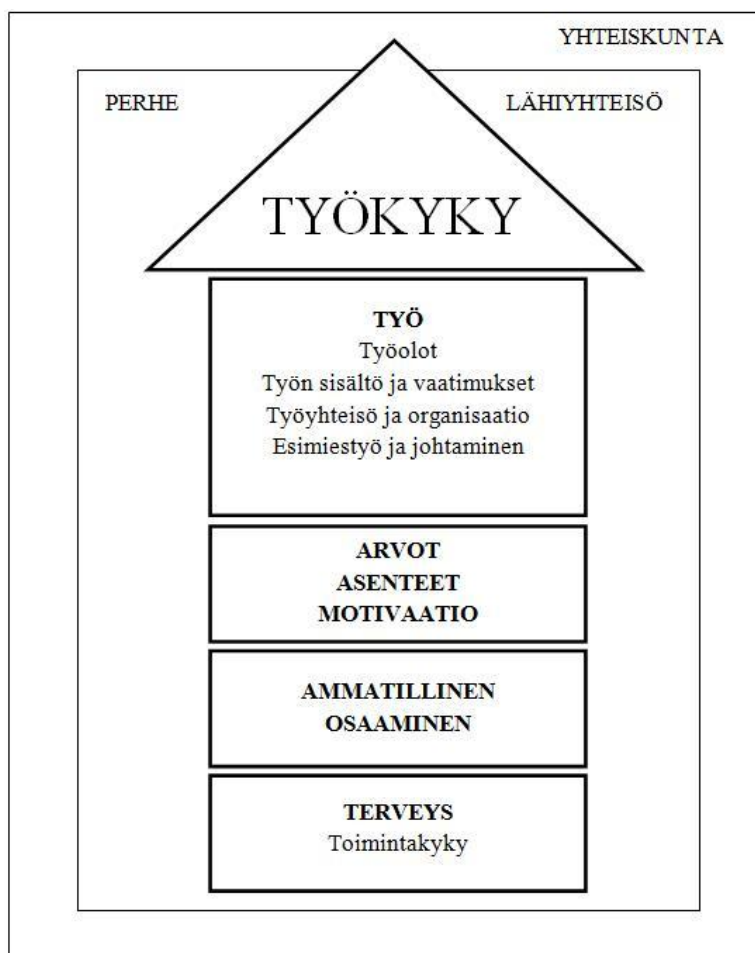 YHTEISKUNTA
PERHE
LÄHIYHTEISÖ
TYÖKYKY
TYÖ
Työolot
Työn sisältö ja vaatimukset
Työyhteisö ja organisaatio
Esimiestyö ja johtaminen
ARVOT
ASENTEET
MOTIVAATIO
AMMATILLINEN
OSAAMINEN
TERVEYS
Toimintakyky